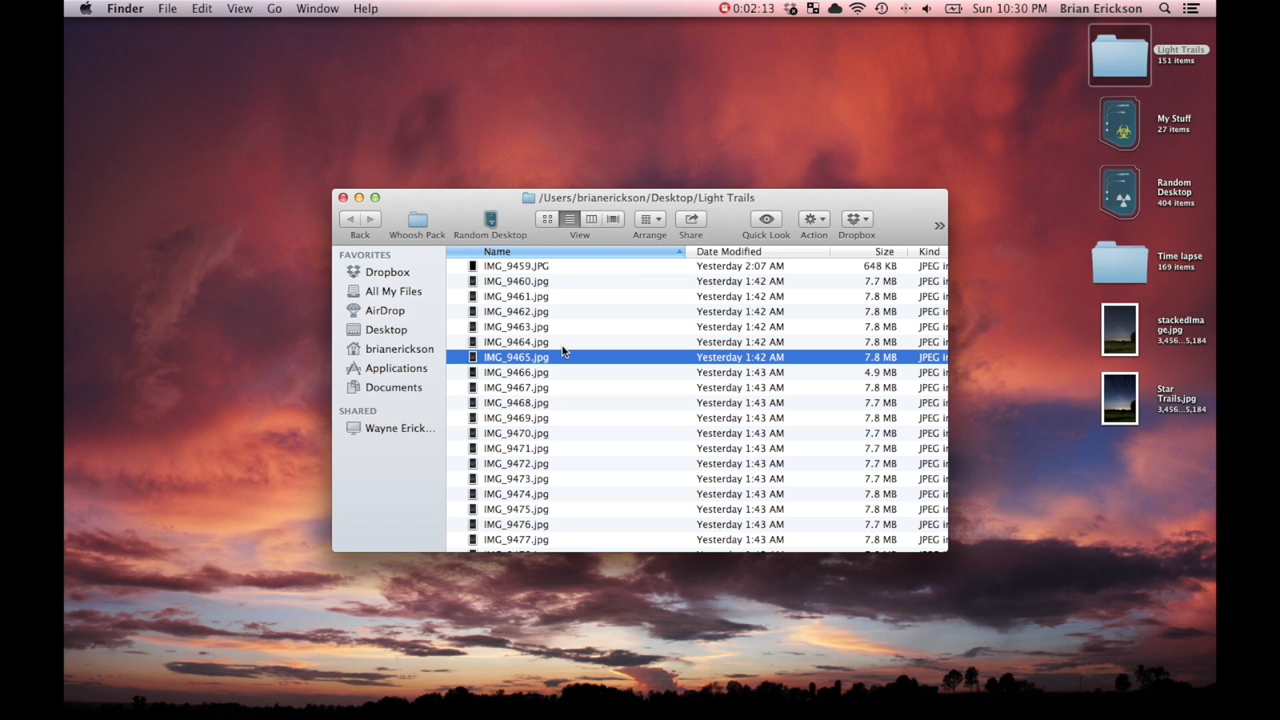 Finder File Edit View Go Window Help 0:02:13 Sun 10:30 PM Brian Erickson
Light Trails
151 items
My Stuff
27 items
Random
Desktop
404 items
Time lapse
169 items
stackedIma
ge.jpg
3,456...5,184
Star
Trails.jpg
3,456...5,184
/Users/brianerickson/Desktop/Light Trails
Back Whoosh Pack Random Desktop View Arrange Share Quick Look Action Dropbox
FAVORITES
Dropbox
All My Files
AirDrop
Desktop
brianerickson
Applications
Documents
SHARED
Wayne Erick...
Name Date Modified Size Kind
IMG_9459.JPG Yesterday 2:07 AM 648 KB JPEG i
IMG_9460.jpg Yesterday 1:42 AM 7.7 MB JPEG i
IMG_9461.jpg Yesterday 1:42 AM 7.8 MB JPEG i
IMG_9462.jpg Yesterday 1:42 AM 7.8 MB JPEG i
IMG_9463.jpg Yesterday 1:42 AM 7.8 MB JPEG i
IMG_9464.jpg Yesterday 1:42 AM 7.8 MB JPEG i
IMG_9465.jpg Yesterday 1:42 AM 7.8 MB JPEG i
IMG_9466.jpg Yesterday 1:43 AM 4.9 MB JPEG i
IMG_9467.jpg Yesterday 1:43 AM 7.8 MB JPEG i
IMG_9468.jpg Yesterday 1:43 AM 7.7 MB JPEG i
IMG_9469.jpg Yesterday 1:43 AM 7.8 MB JPEG i
IMG_9470.jpg Yesterday 1:43 AM 7.7 MB JPEG i
IMG_9471.jpg Yesterday 1:43 AM 7.7 MB JPEG i
IMG_9472.jpg Yesterday 1:43 AM 7.7 MB JPEG i
IMG_9473.jpg Yesterday 1:43 AM 7.7 MB JPEG i
IMG_9474.jpg Yesterday 1:43 AM 7.8 MB JPEG i
IMG_9475.jpg Yesterday 1:43 AM 7.8 MB JPEG i
IMG_9476.jpg Yesterday 1:43 AM 7.7 MB JPEG i
IMG_9477.jpg Yesterday 1:43 AM 7.8 MB JPEG i